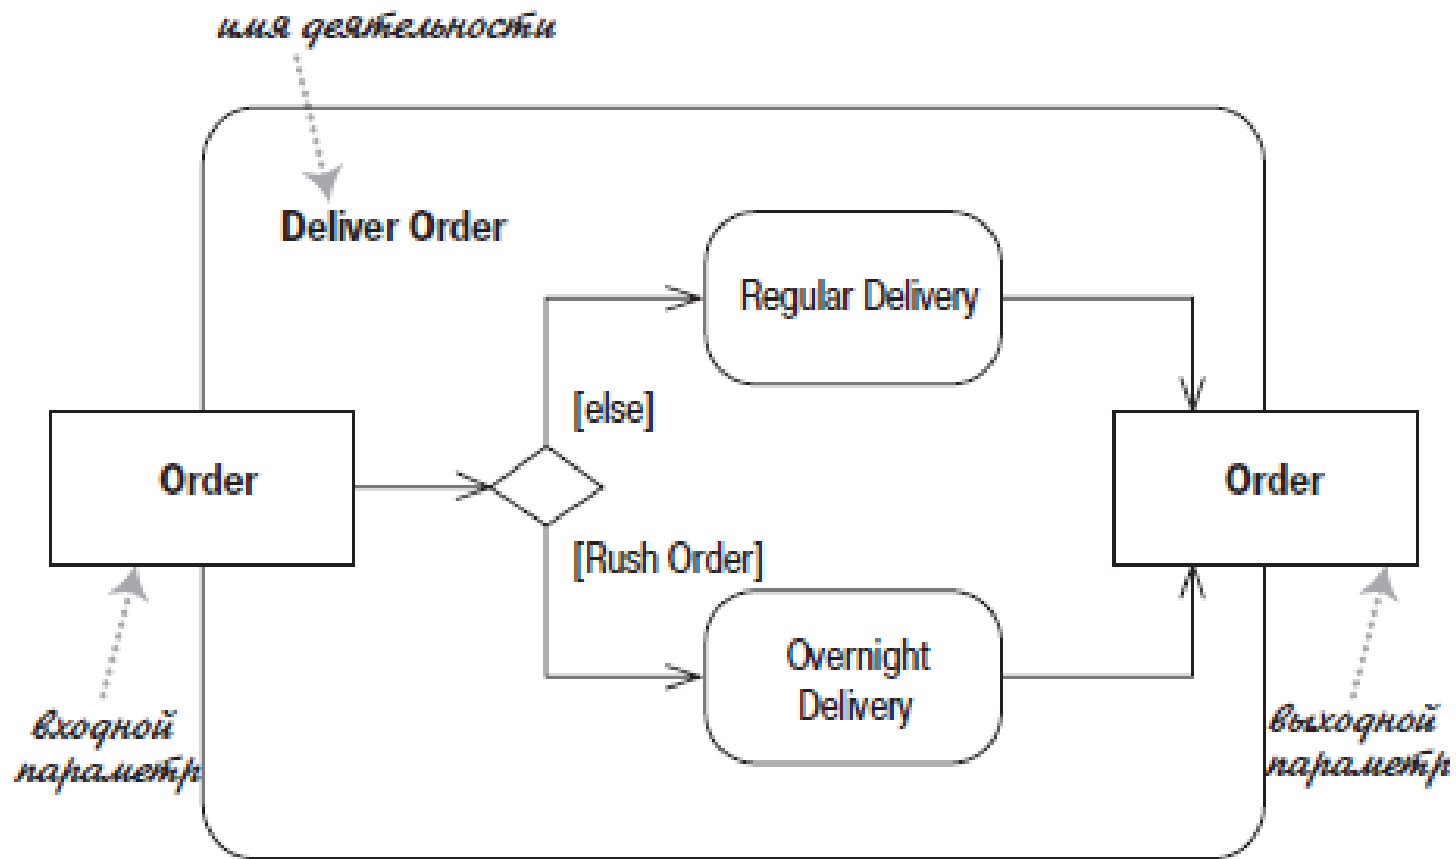 имя деятельности
Deliver Order
Regular Delivery
[else]
Order
Order
[Rush Order]
Overnight
Delivery
входной
параметр
выходной
параметр